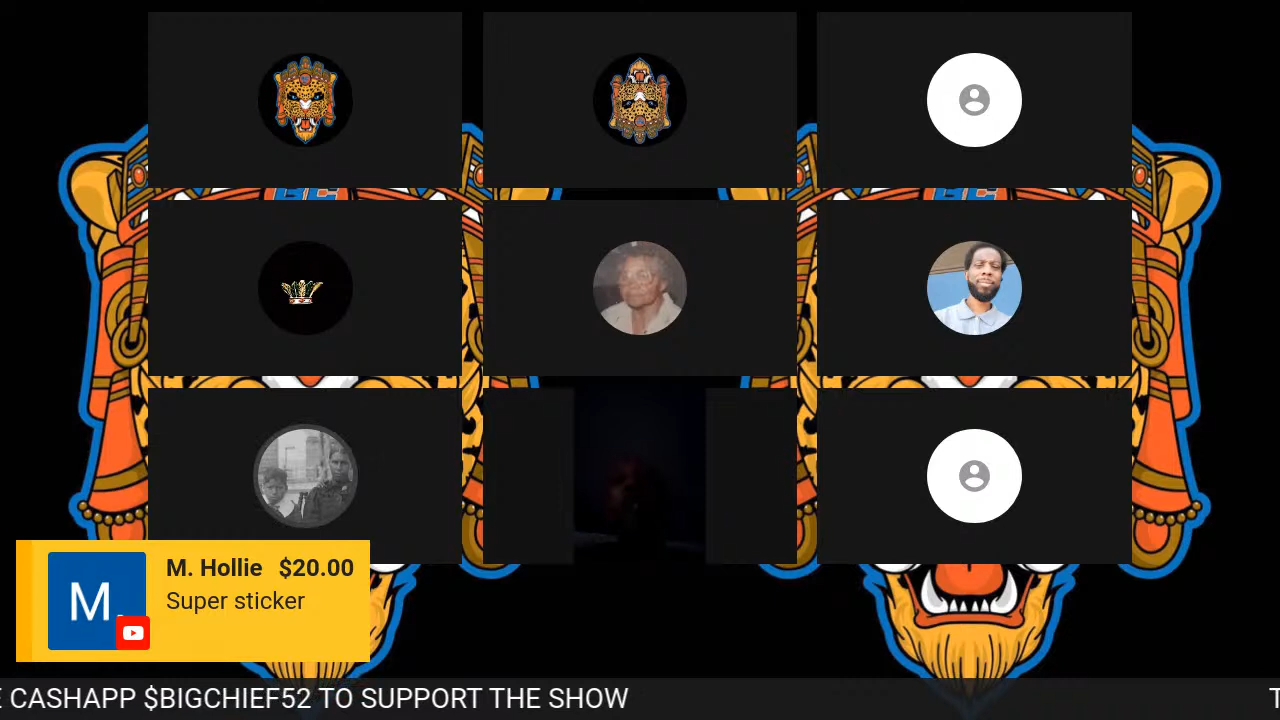 M.
M. Hollie $20.00
Super sticker
E CASHAPP $BIGCHIEF52 TO SUPPORT THE SHOW
T